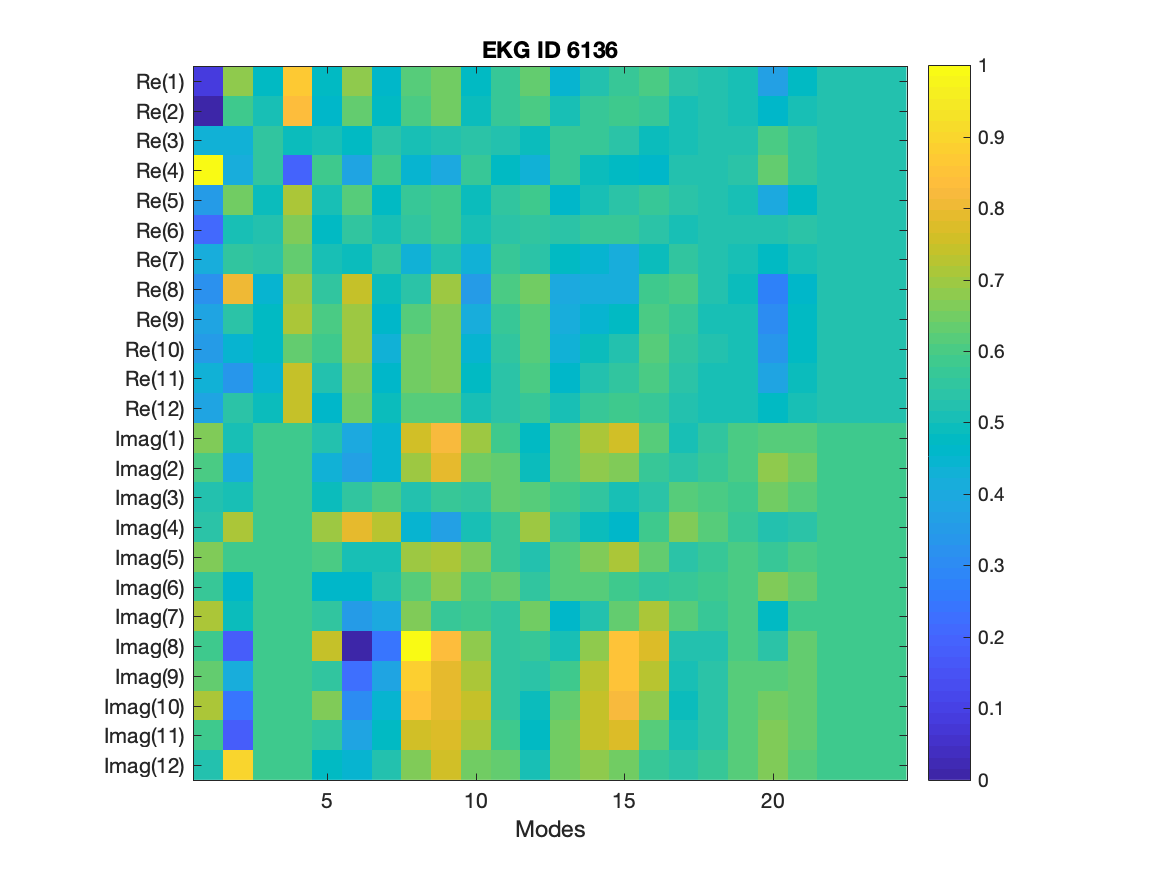 EKG ID 6136
Re(1)
Re(2)
Re(3)
Re(4)
Re(5)
Re(6)
Re(7)
Re(8)
Re(9)
Re(10)
Re(11)
Re(12)
Imag(1)
Imag(2)
Imag(3)
Imag(4)
Imag(5)
Imag(6)
Imag(7)
Imag(8)
Imag(9)
Imag(10)
Imag(11)
Imag(12)
5 10 15 20
Modes
1
0.9
0.8
0.7
0.6
0.5
0.4
0.3
0.2
0.1
0